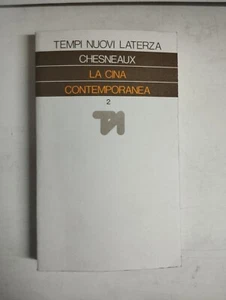 TEMPI NUOVI LATERZA
CHESNEAUX
LA CINA
CONTEMPORANEA
2